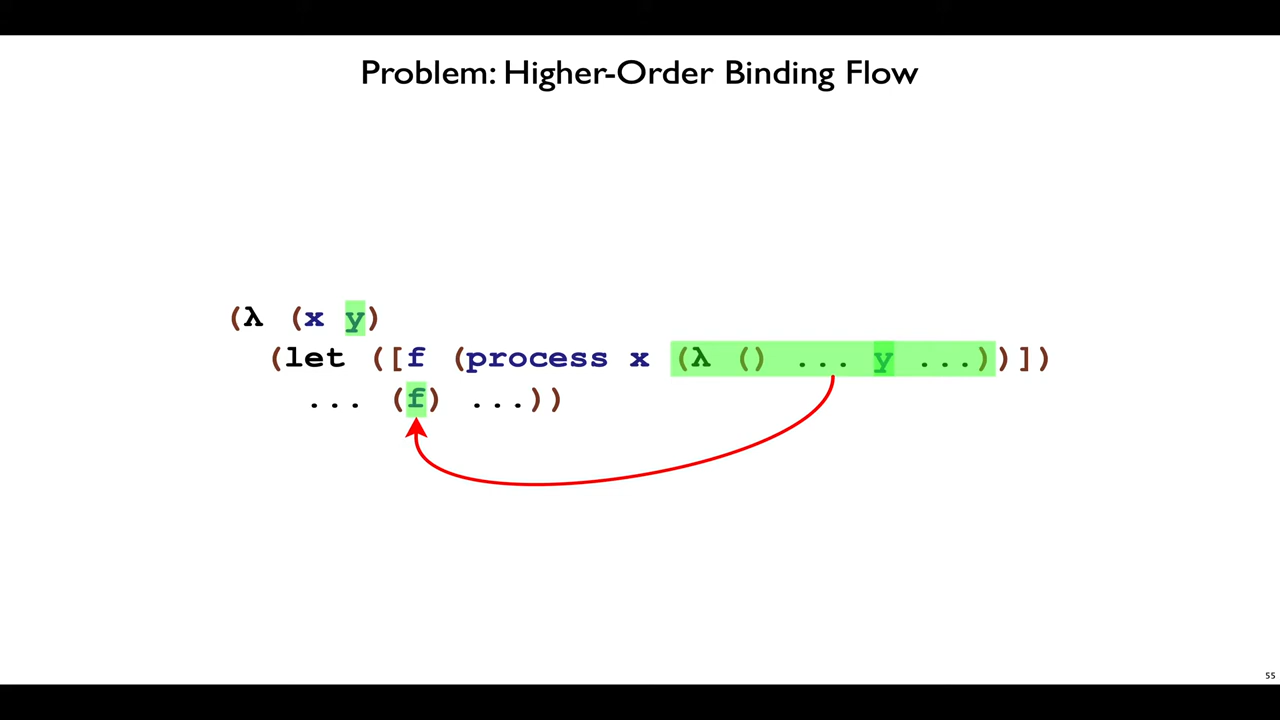 Problem: Higher-Order Binding Flow
(λ (x y)
(let ([f (process x (λ () ... y ...))])
... (f) ...))
55